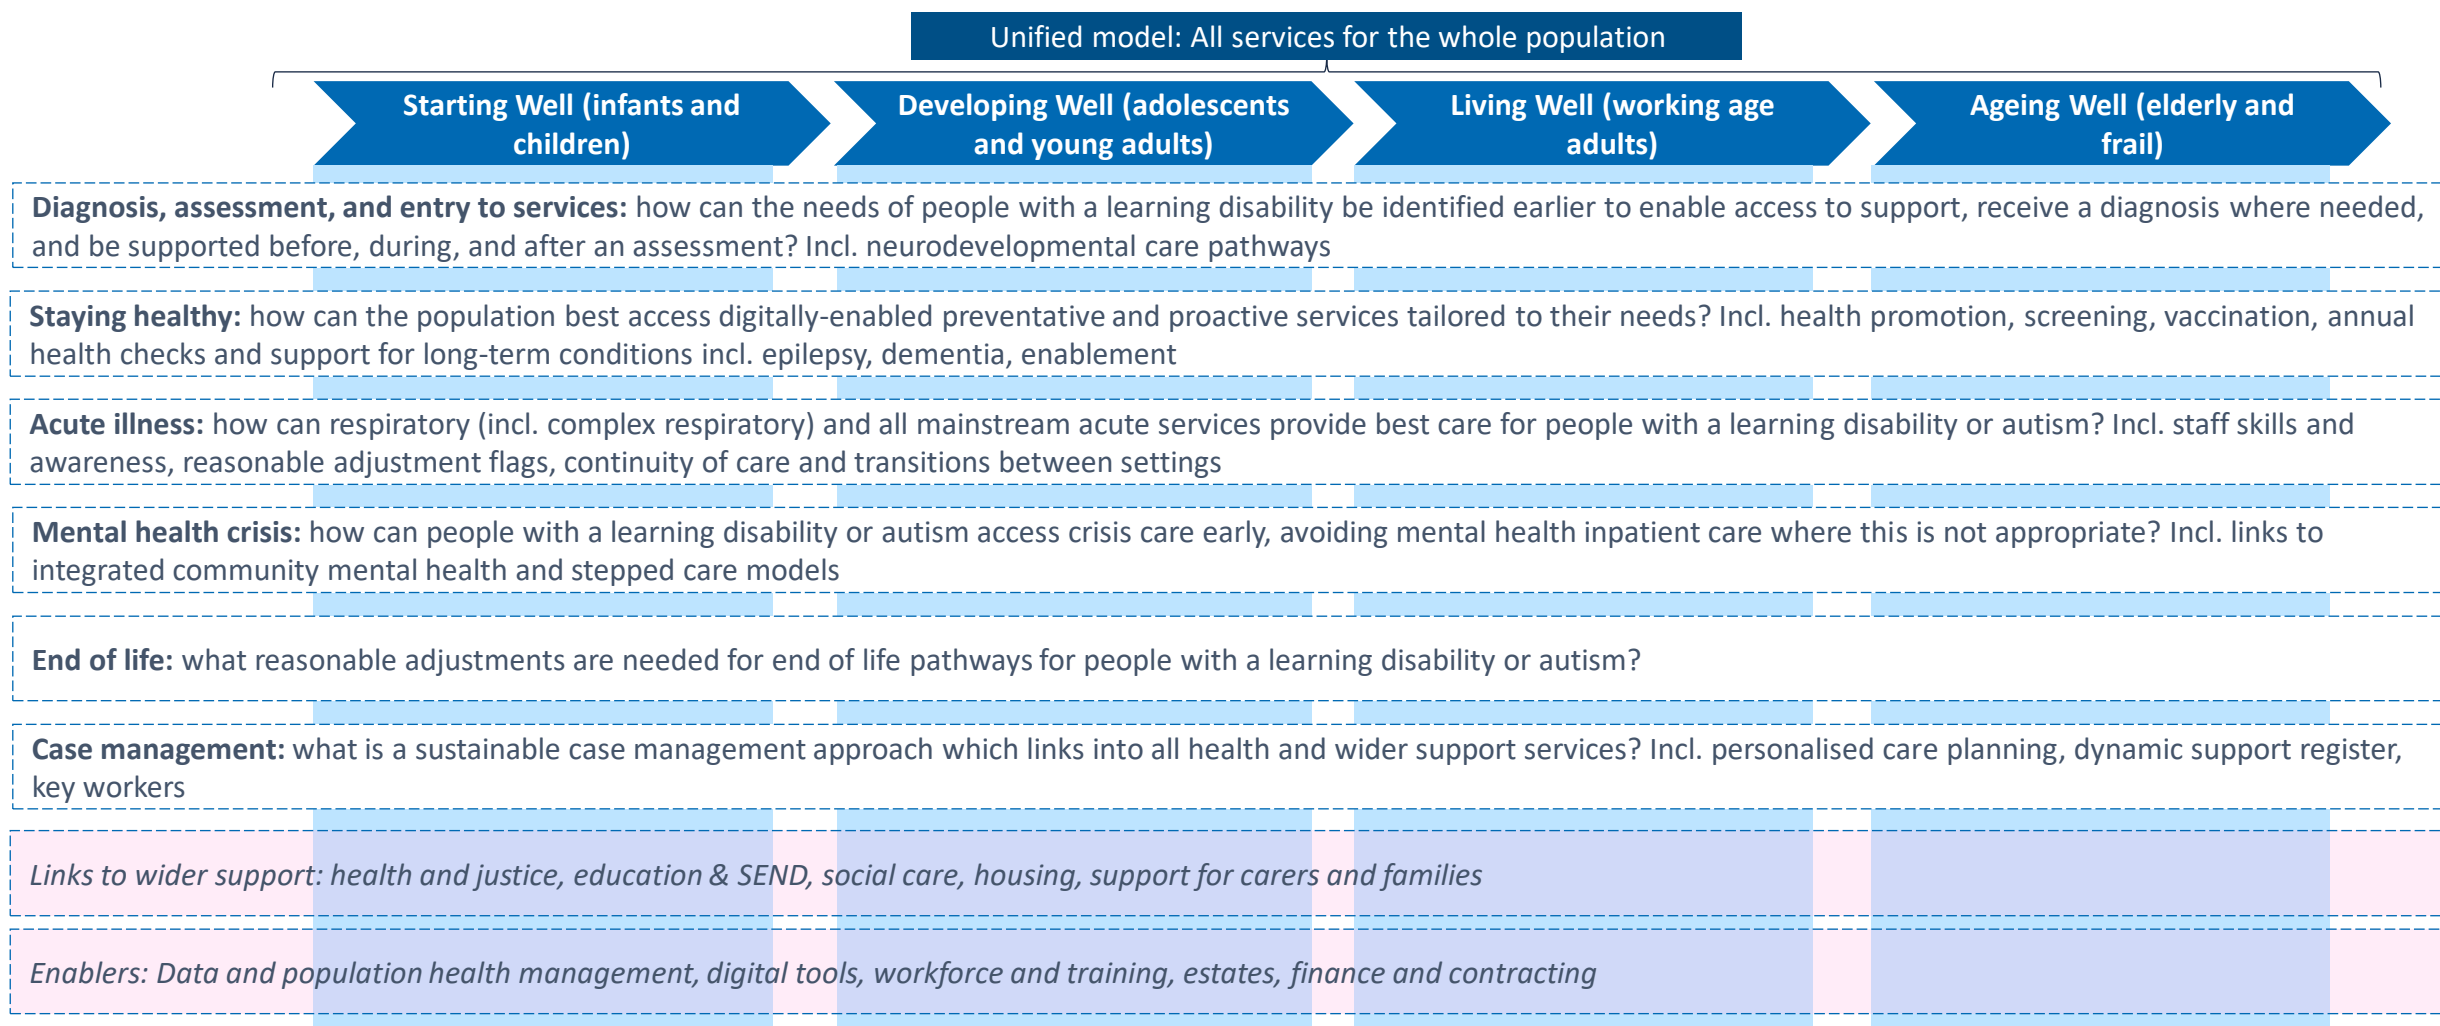 Unified model: All services for the whole population
Starting Well (infants and
children)
Developing Well (adolescents
and young adults)
Living Well (working age
adults)
Ageing Well (elderly and
frail)
Diagnosis, assessment, and entry to services: how can the needs of people with a learning disability be identified earlier to enable access to support, receive a diagnosis where needed,
and be supported before, during, and after an assessment? Incl. neurodevelopmental care pathways
Staying healthy: how can the population best access digitally-enabled preventative and proactive services tailored to their needs? Incl. health promotion, screening, vaccination, annual
health checks and support for long-term conditions incl. epilepsy, dementia, enablement
Acute illness: how can respiratory (incl. complex respiratory) and all mainstream acute services provide best care for people with a learning disability or autism? Incl. staff skills and
awareness, reasonable adjustment flags, continuity of care and transitions between settings
Mental health crisis: how can people with a learning disability or autism access crisis care early, avoiding mental health inpatient care where this is not appropriate? Incl. links to
integrated community mental health and stepped care models
End of life: what reasonable adjustments are needed for end of life pathways for people with a learning disability or autism?
Case management: what is a sustainable case management approach which links into all health and wider support services? Incl. personalised care planning, dynamic support register,
key workers
Links to wider support: health and justice, education & SEND, social care, housing, support for carers and families
Enablers: Data and population health management, digital tools, workforce and training, estates, finance and contracting